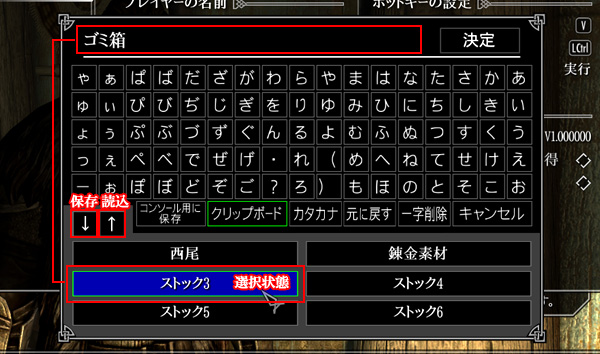 プレイヤーの名前
ホットキーの設定
V
LCtrl
実行
ゴミ箱
決定
ゃ ぁ ぱ ば だ ざ が わ ら や ま は な た さ か あ
ゅ ぃ ぴ び ぢ じ ぎ を り ゆ み ひ に ち し き い
ょ ぅ ぷ ぶ づ ず ぐ ん る よ む ふ ぬ つ す く う
っ ぇ ぺ べ で ぜ げ ・ れ ( め へ ね て せ け え
ー ぉ ぽ ぼ ど ぞ ご ? ろ ) も ほ の と そ こ お
V1.000000
得
保存 読込
↓ ↑
コンソール用に
保存
クリップボード
カタカナ
元に戻す
一字削除
キャンセル
西尾
錬金素材
ストック3
選択状態
ストック4
ストック5
ストック6
す。